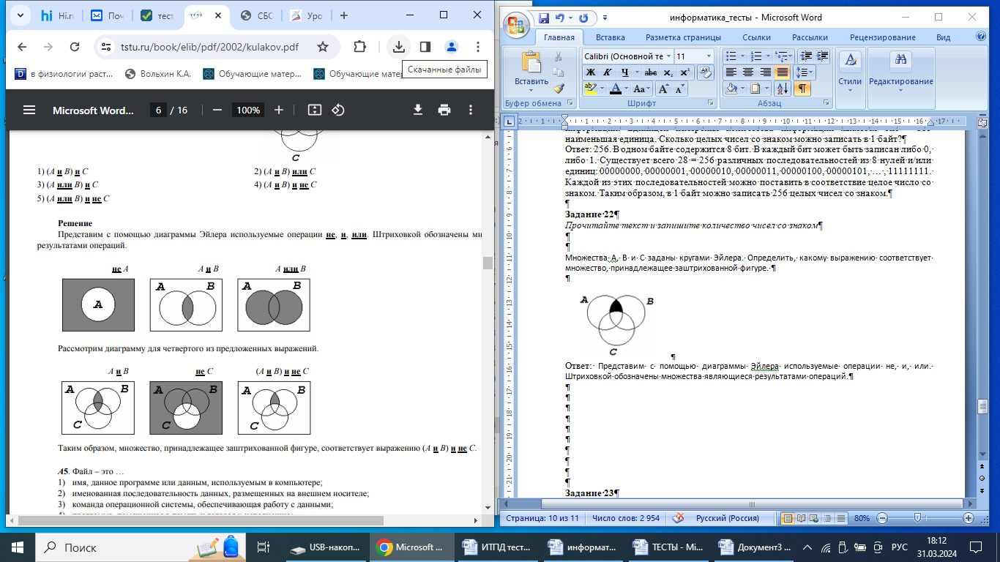 Hi.ru
Поч
тест
СБС
Уро
tstu.ru/book/elib/pdf/2002/kulakov.pdf
в физиологии раст...
Вольхин К.А.
Обучающие матер...
Обучающие матер
Скачанные файлы
Microsoft Word...
6 / 16
100%
C
1) (A и B) и C
2) (A и B) или C
3) (A или B) и C
4) (A и B) и не C
5) (A или B) и не C
Решение
Представим с помощью диаграммы Эйлера используемые операции не, и, или. Штриховкой обозначены мн
результатами операций.
не A
A и B
A или B
A
A B
A B
Рассмотрим диаграмму для четвертого из предложенных выражений.
A и B
не C
(A и B) и не C
A B
C
A B
C
A B
C
Таким образом, множество, принадлежащее заштрихованной фигуре, соответствует выражению (A и B) и не C.
A5. Файл – это …
1) имя, данное программе или данным, используемым в компьютере;
2) именованная последовательность данных, размещенных на внешнем носителе;
3) команда операционной системы, обеспечивающая работу с данными;
информатика_тесты - Microsoft Word
Главная
Вставка
Разметка страницы
Ссылки
Рассылки
Рецензирование
Вид
Вставить
Calibri (Основной те
11
Стили
Редактирование
Буфер обмена
Шрифт
Абзац
наименьшая единица. Сколько целых чисел со знаком можно записать в 1 байт?¶
Ответ: 256. В одном байте содержится 8 бит. В каждый бит может быть записан либо 0,
либо 1. Существует всего 28 = 256 различных последовательностей из 8 нулей и/или
единиц: 00000000, 00000001, 00000010, 00000011, 00000100, 00000101, … , 11111111.
Каждой из этих последовательностей можно поставить в соответствие целое число со
знаком. Таким образом, в 1 байт можно записать 256 целых чисел со знаком.¶
¶
Задание 22¶
Прочитайте текст и запишите количество чисел со знаком¶
¶
¶
Множества A, B и C заданы кругами Эйлера. Определить, какому выражению соответствует
множество, принадлежащее заштрихованной фигуре. ¶
¶
A B
C
¶
Ответ: Представим с помощью диаграммы Эйлера используемые операции не, и, или.
Штриховкой обозначены множества являющиеся результатами операций.¶
¶
¶
¶
¶
¶
¶
¶
¶
¶
¶
Задание 23¶
Страница: 10 из 11
Число слов: 2 954
Русский (Россия)
80%
Поиск
USB-накоп...
Microsoft ...
ИТПД тест...
информат...
ТЕСТЫ - Mi...
Документ3 ...
РУС
18:12
31.03.2024